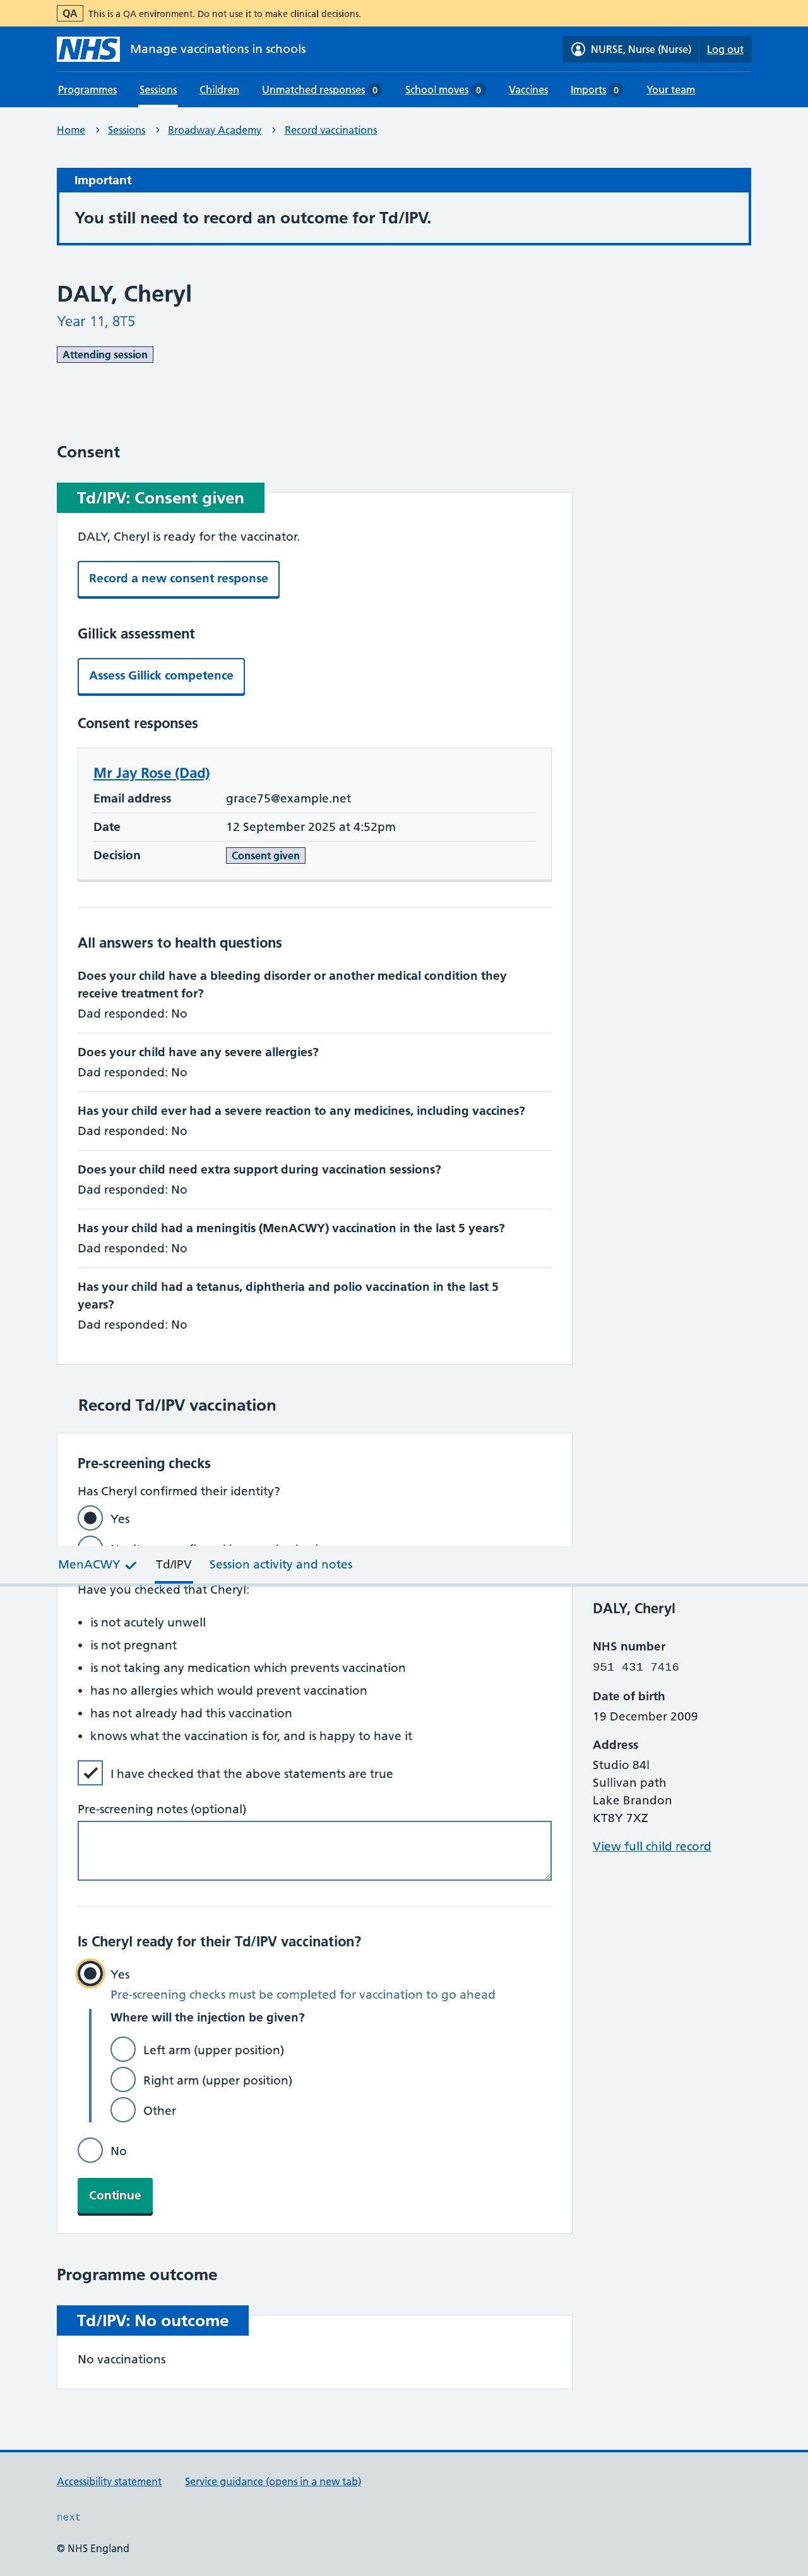 QA This is a QA environment. Do not use it to make clinical decisions.
NHS Manage vaccinations in schools NURSE, Nurse (Nurse) Log out
Programmes Sessions Children Unmatched responses 0 School moves 0 Vaccines Imports 0 Your team
Home Sessions Broadway Academy Record vaccinations
Important
You still need to record an outcome for Td/IPV.
DALY, Cheryl
Year 11, 8T5
Attending session
Consent
Td/IPV: Consent given
DALY, Cheryl is ready for the vaccinator.
Record a new consent response
Gillick assessment
Assess Gillick competence
Consent responses
Mr Jay Rose (Dad)
Email address grace75@example.net
Date 12 September 2025 at 4:52pm
Decision Consent given
All answers to health questions
Does your child have a bleeding disorder or another medical condition they
receive treatment for?
Dad responded: No
Does your child have any severe allergies?
Dad responded: No
Has your child ever had a severe reaction to any medicines, including vaccines?
Dad responded: No
Does your child need extra support during vaccination sessions?
Dad responded: No
Has your child had a meningitis (MenACWY) vaccination in the last 5 years?
Dad responded: No
Has your child had a tetanus, diphtheria and polio vaccination in the last 5
years?
Dad responded: No
Record Td/IPV vaccination
Pre-screening checks
Has Cheryl confirmed their identity?
Yes
MenACWY Td/IPV Session activity and notes
Have you checked that Cheryl:
is not acutely unwell
is not pregnant
is not taking any medication which prevents vaccination
has no allergies which would prevent vaccination
has not already had this vaccination
knows what the vaccination is for, and is happy to have it
I have checked that the above statements are true
Pre-screening notes (optional)
Is Cheryl ready for their Td/IPV vaccination?
Yes
Pre-screening checks must be completed for vaccination to go ahead
Where will the injection be given?
Left arm (upper position)
Right arm (upper position)
Other
No
Continue
DALY, Cheryl
NHS number
951 431 7416
Date of birth
19 December 2009
Address
Studio 84l
Sullivan path
Lake Brandon
KT8Y 7XZ
View full child record
Programme outcome
Td/IPV: No outcome
No vaccinations
Accessibility statement Service guidance (opens in a new tab)
next
© NHS England